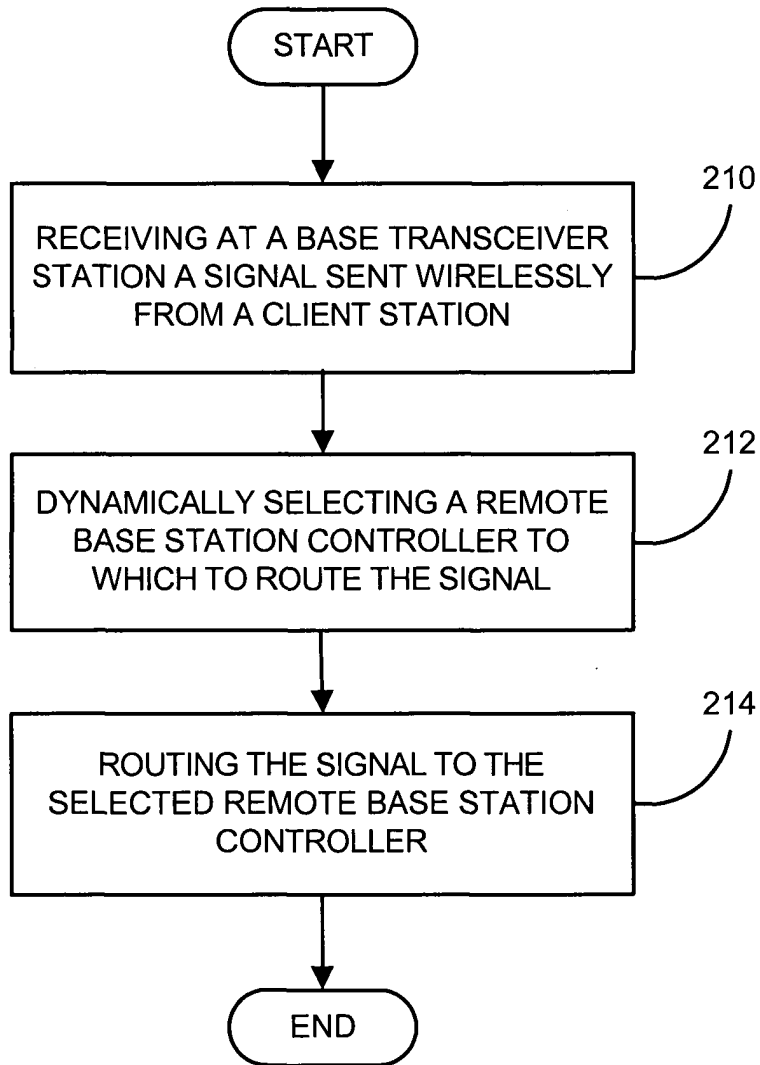 START
210
RECEIVING AT A BASE TRANSCEIVER
STATION A SIGNAL SENT WIRELESSLY
FROM A CLIENT STATION
212
DYNAMICALLY SELECTING A REMOTE
BASE STATION CONTROLLER TO
WHICH TO ROUTE THE SIGNAL
214
ROUTING THE SIGNAL TO THE
SELECTED REMOTE BASE STATION
CONTROLLER
END